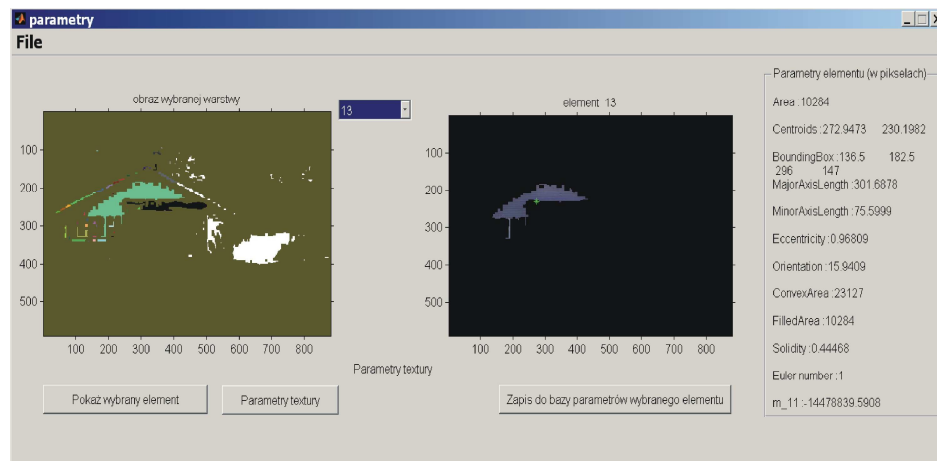 parametry
File
obraz wybranoj warstwy
13
element 13
100
200
300
400
500
100 200 300 400 500 600 700 800
100
200
300
400
500
100 200 300 400 500 600 700 800
Parametry textury
Pokaż wybrany element
Parametry textury
Zapis do bazy parametrów wybranego elementu
Parametry elementu (w pikselach)
Area :10284
Centroids :272.9473 230.1982
BoundingBox :136.5 182.5
296 147
MajorAxisLength :301.6878
MinorAxisLength :75.5999
Eccentricity :0.96809
Orientation :15.9409
ConvexArea :23127
FilledArea :10284
Solidity :0.44468
Euler number :1
m_11 :-14478839.5908